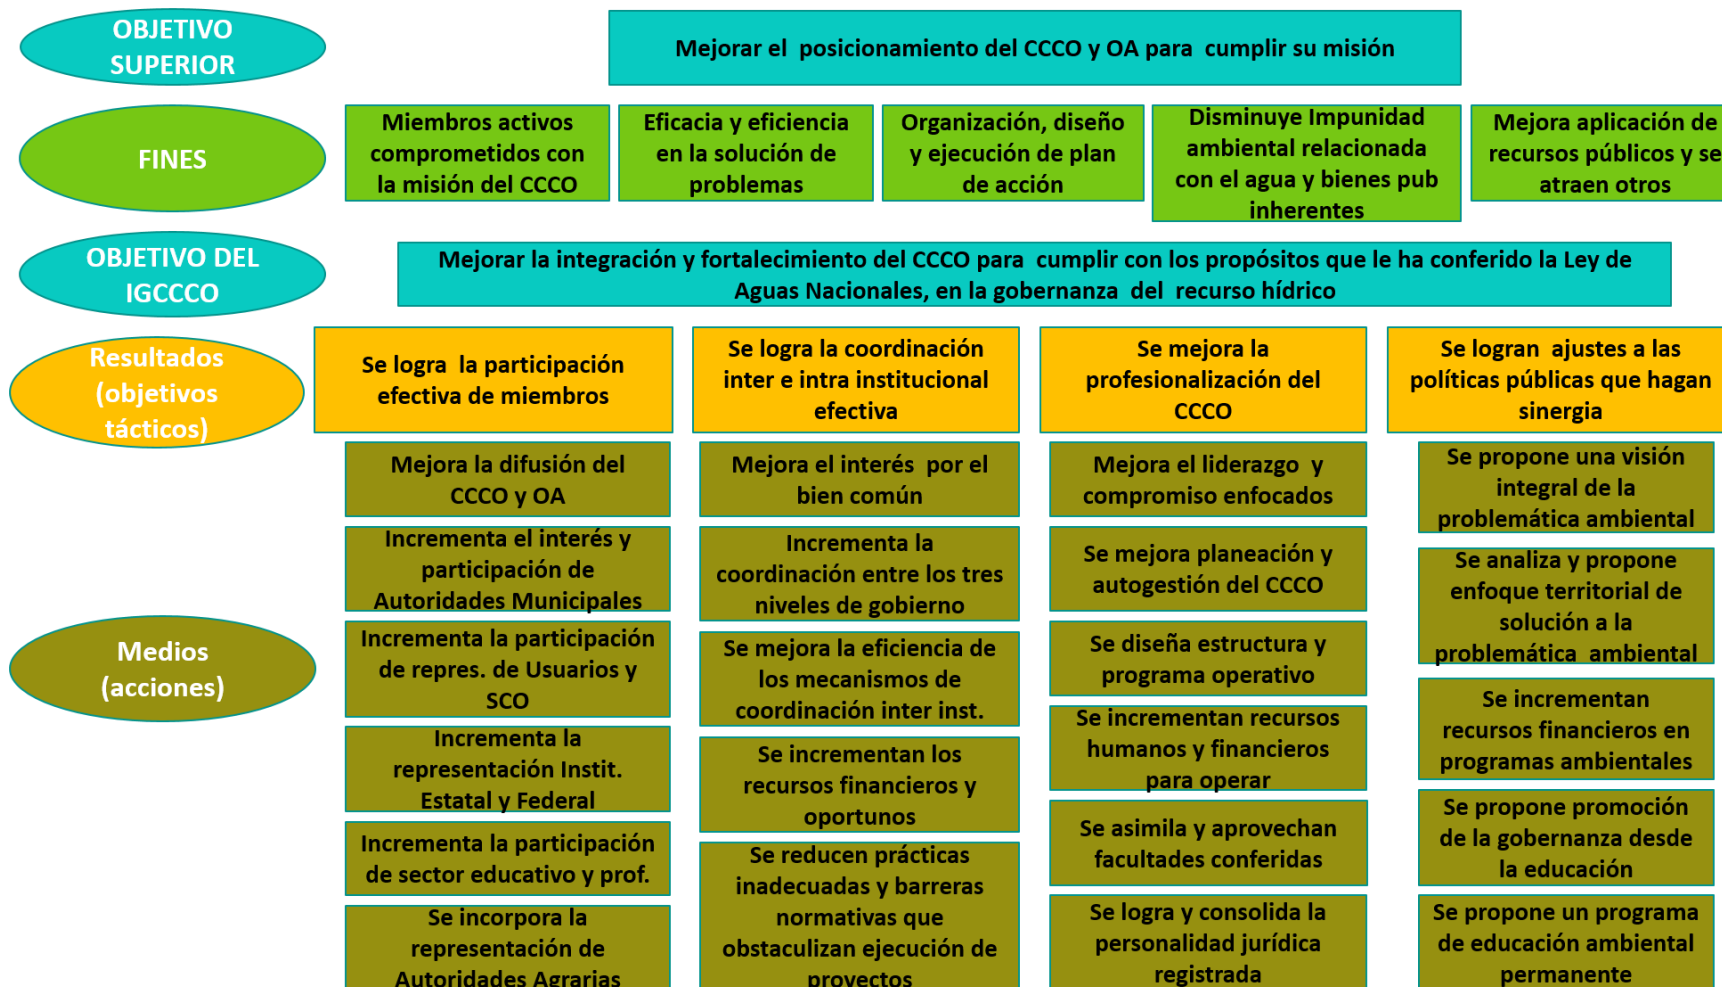 OBJETIVO
SUPERIOR
Mejorar el posicionamiento del CCCO y OA para cumplir su misión
FINES
Miembros activos
comprometidos con
la misión del CCCO
Eficacia y eficiencia
en la solución de
problemas
Organización, diseño
y ejecución de plan
de acción
Disminuye Impunidad
ambiental relacionada
con el agua y bienes pub
inherentes
Mejora aplicación de
recursos públicos y se
atraen otros
OBJETIVO DEL
IGCCCO
Mejorar la integración y fortalecimiento del CCCO para cumplir con los propósitos que le ha conferido la Ley de
Aguas Nacionales, en la gobernanza del recurso hídrico
Resultados
(objetivos
tácticos)
Se logra la participación
efectiva de miembros
Se logra la coordinación
inter e intra institucional
efectiva
Se mejora la
profesionalización del
CCCO
Se logran ajustes a las
políticas públicas que hagan
sinergia
Medios
(acciones)
Mejora la difusión del
CCCO y OA
Incrementa el interés y
participación de
Autoridades Municipales
Incrementa la participación
de repres. de Usuarios y
SCO
Incrementa la
representación Instit.
Estatal y Federal
Incrementa la participación
de sector educativo y prof.
Se incorpora la
representación de
Autoridades Agrarias
Mejora el interés por el
bien común
Incrementa la
coordinación entre los tres
niveles de gobierno
Se mejora la eficiencia de
los mecanismos de
coordinación inter inst.
Se incrementan los
recursos financieros y
oportunos
Se reducen prácticas
inadecuadas y barreras
normativas que
obstaculizan ejecución de
proyectos
Mejora el liderazgo y
compromiso enfocados
Se mejora planeación y
autogestión del CCCO
Se diseña estructura y
programa operativo
Se incrementan recursos
humanos y financieros
para operar
Se asimila y aprovechan
facultades conferidas
Se logra y consolida la
personalidad jurídica
registrada
Se propone una visión
integral de la
problemática ambiental
Se analiza y propone
enfoque territorial de
solución a la
problemática ambiental
Se incrementan
recursos financieros en
programas ambientales
Se propone promoción
de la gobernanza desde
la educación
Se propone un programa
de educación ambiental
permanente